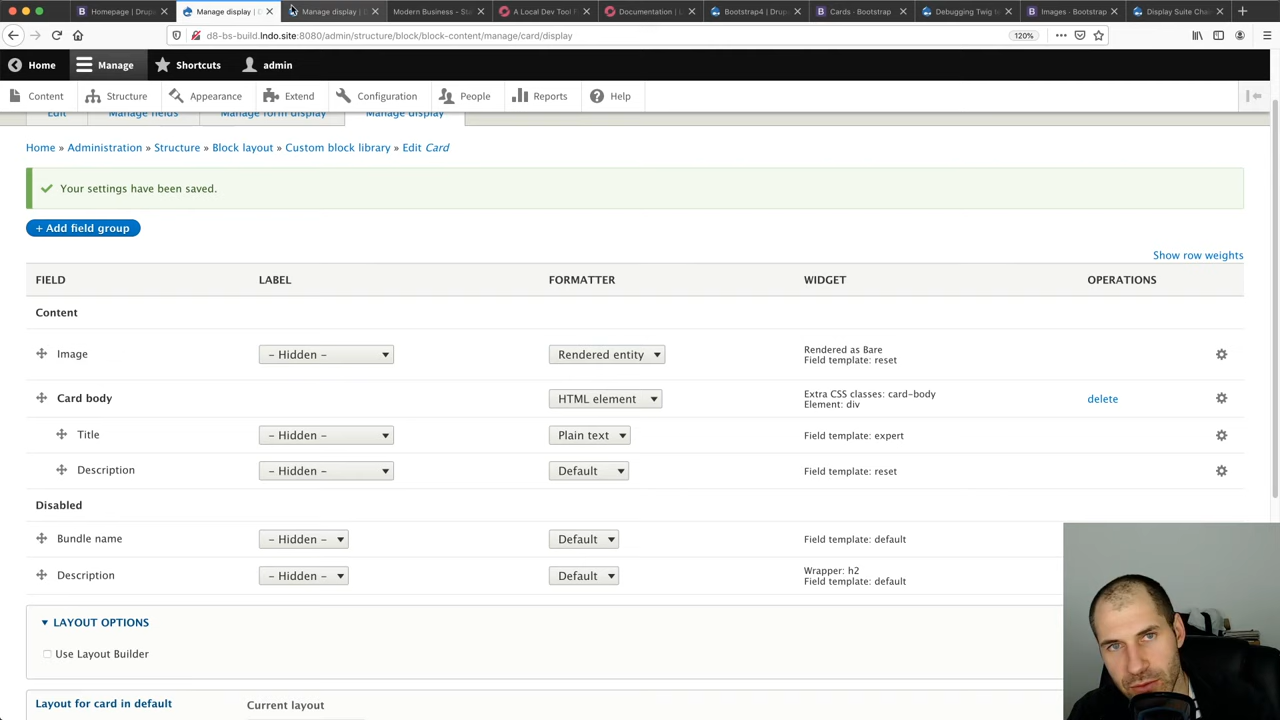 Homepage | Drup
Manage display |
Manage display |
Modern Business - St
A Local Dev Tool F
Documentation | L
Bootstrap4 | Drup
Cards · Bootstrap
Debugging Twig te
Images · Bootstrap
Display Suite Cha
d8-bs-build.lndo.site:8080/admin/structure/block/block-content/manage/card/display
120%
Home
Manage
Shortcuts
admin
Content
Structure
Appearance
Extend
Configuration
People
Reports
Help
Edit
Manage fields
Manage form display
Manage display
Home » Administration » Structure » Block layout » Custom block library » Edit Card
Your settings have been saved.
+ Add field group
Show row weights
FIELD LABEL FORMATTER WIDGET OPERATIONS
Content
Image - Hidden - Rendered entity Rendered as Bare
Field template: reset
Card body HTML element Extra CSS classes: card-body delete
Element: div
Title - Hidden - Plain text Field template: expert
Description - Hidden - Default Field template: reset
Disabled
Bundle name - Hidden - Default Field template: default
Description - Hidden - Default Wrapper: h2
Field template: default
LAYOUT OPTIONS
Use Layout Builder
Layout for card in default Current layout